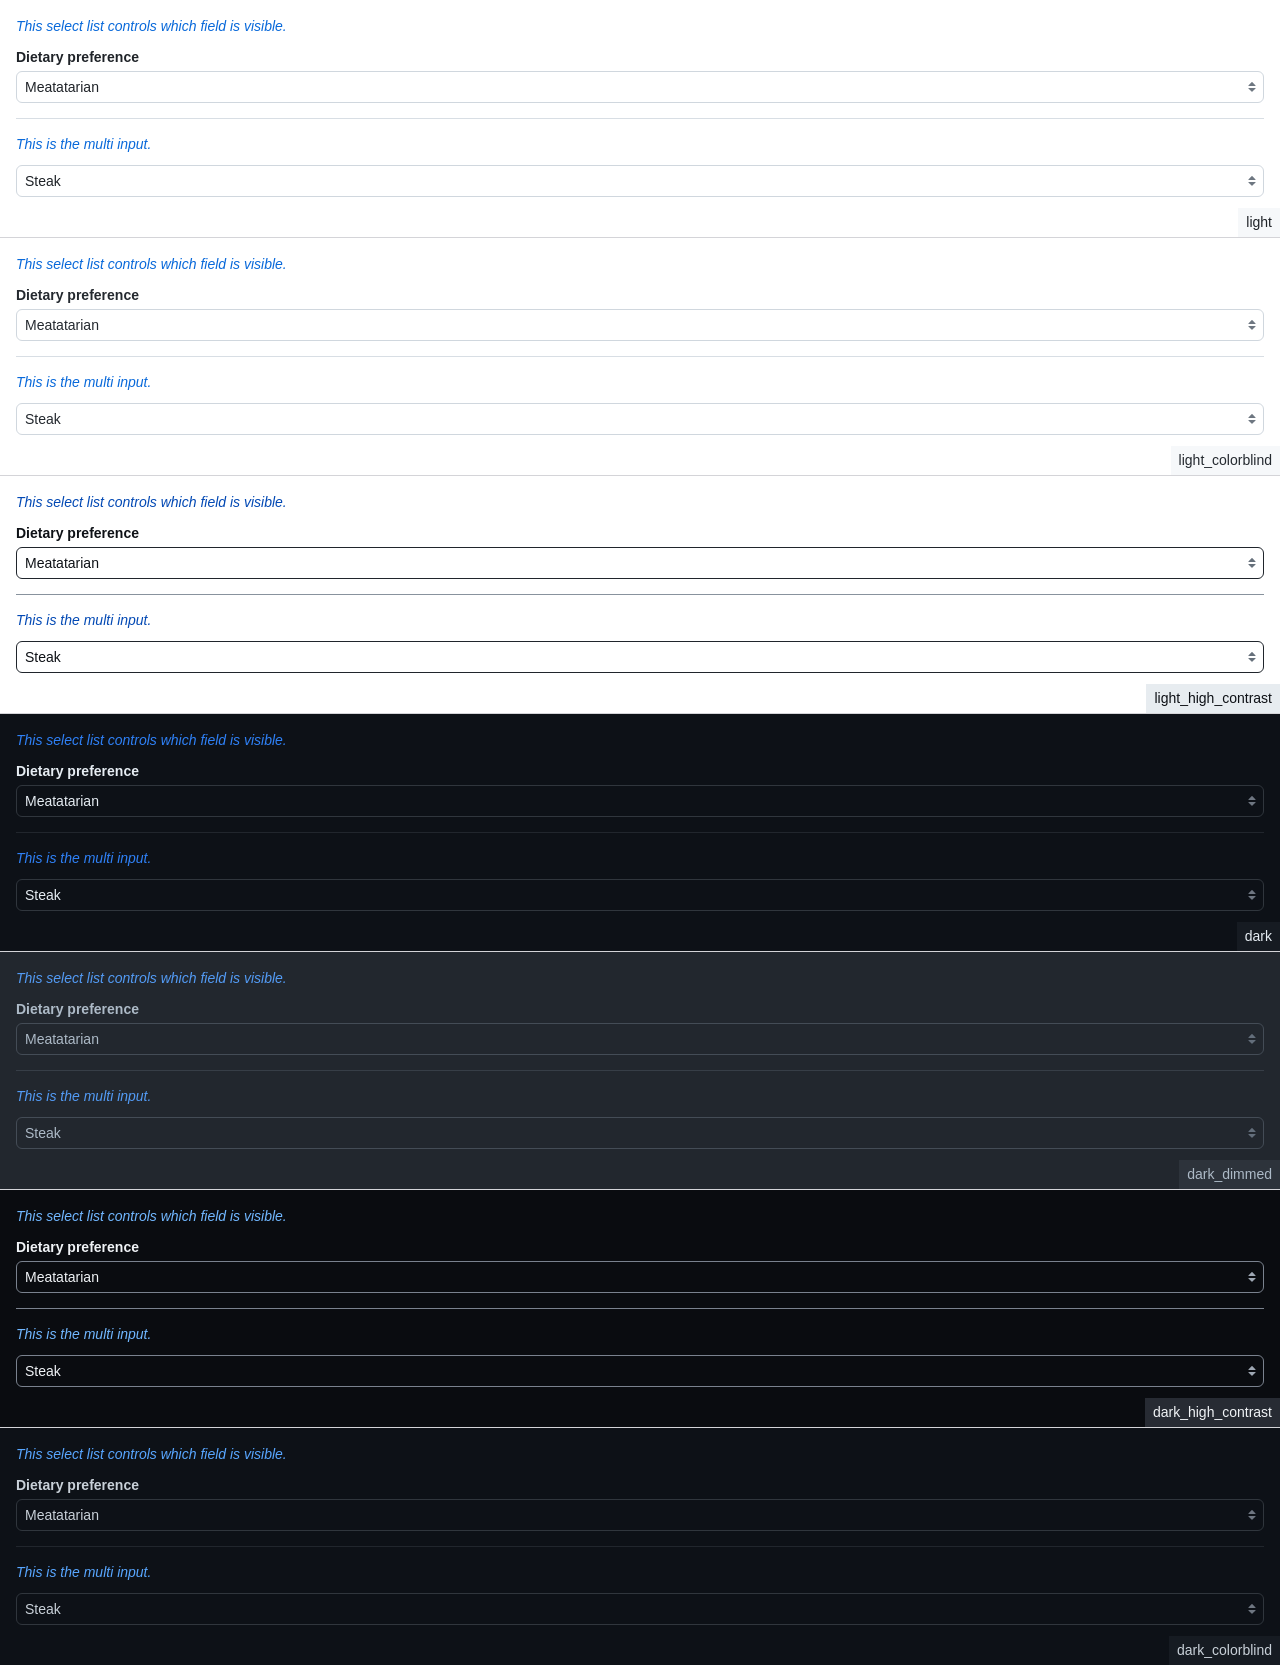 This select list controls which field is visible.
Dietary preference
Meatatarian
This is the multi input.
Steak
light
This select list controls which field is visible.
Dietary preference
Meatatarian
This is the multi input.
Steak
light_colorblind
This select list controls which field is visible.
Dietary preference
Meatatarian
This is the multi input.
Steak
light_high_contrast
This select list controls which field is visible.
Dietary preference
Meatatarian
This is the multi input.
Steak
dark
This select list controls which field is visible.
Dietary preference
Meatatarian
This is the multi input.
Steak
dark_dimmed
This select list controls which field is visible.
Dietary preference
Meatatarian
This is the multi input.
Steak
dark_high_contrast
This select list controls which field is visible.
Dietary preference
Meatatarian
This is the multi input.
Steak
dark_colorblind